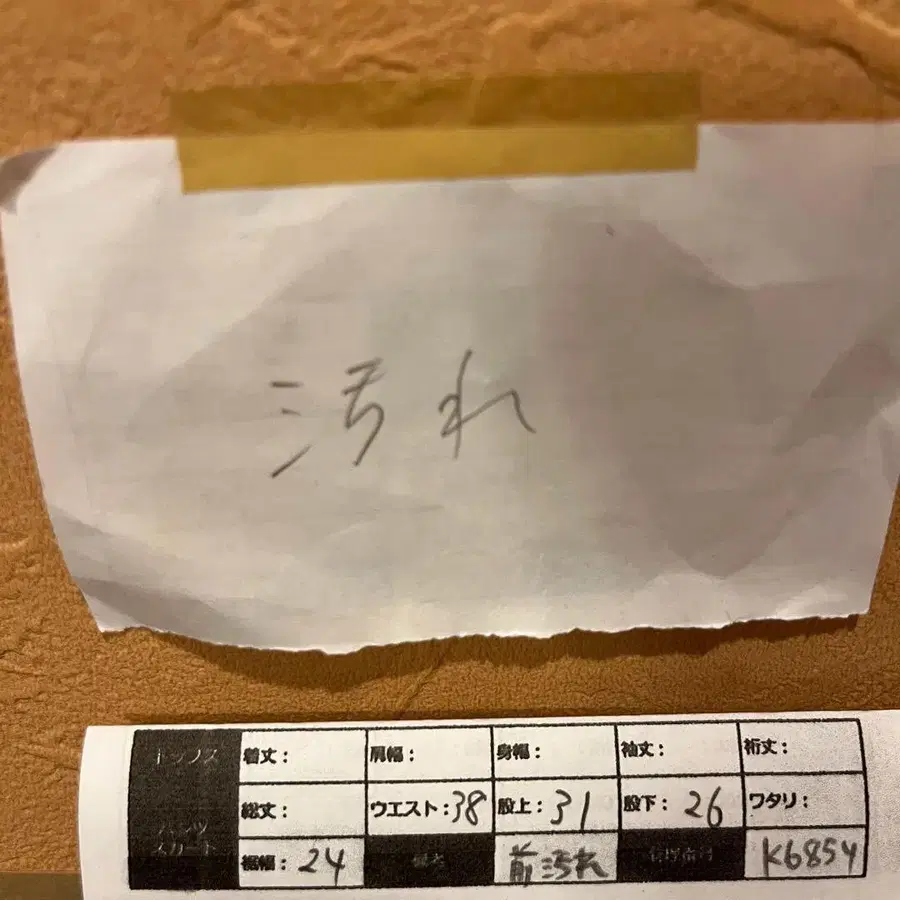 汚れ
トップス 着丈: 肩幅: 身幅: 袖丈: 裄丈:
パンツ スカート 総丈: ウエスト:38 股上:31 股下:26 ワタリ:
裾幅:24 備考 前汚れ 管理番号 K6854